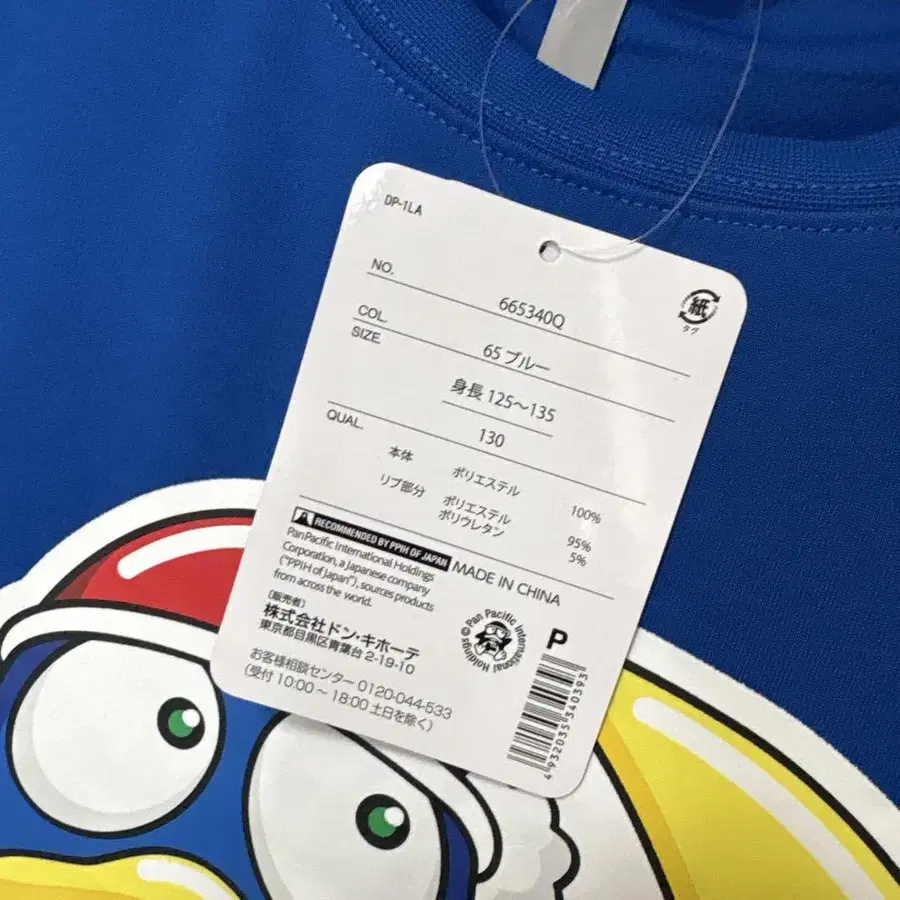 DP-1LA
NO.
665340Q
COL.
65 ブルー
SIZE
身長 125～135
130
QUAL.
本体 ポリエステル 100%
リブ部分 ポリエステル 95%
ポリウレタン 5%
紙
タグ
RECOMMENDED BY PPIH OF JAPAN
MADE IN CHINA
Pan Pacific International Holdings
Corporation, a Japanese company
("PPIH of Japan"), sources products
from across the world.
〔販売者〕
株式会社ドン・キホーテ
東京都目黒区青葉台 2-19-10
お客様相談センター 0120-044-533
(受付 10:00～18:00 土日を除く)
©Pan Pacific International Holdings
P
4932035340393